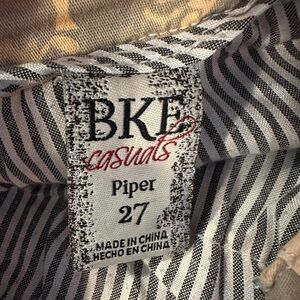 BKE
casuals
Piper
27
MADE IN CHINA
HECHO EN CHINA